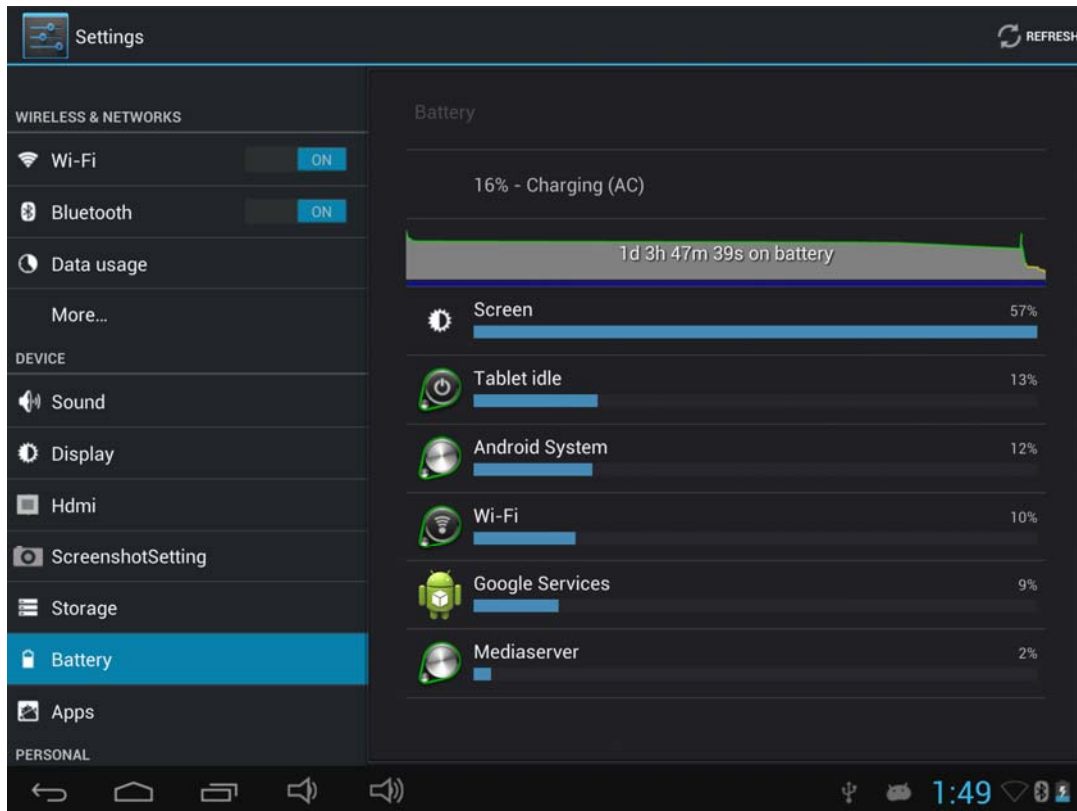 Settings
REFRESH
WIRELESS & NETWORKS
Wi-Fi
ON
Bluetooth
ON
Data usage
More...
DEVICE
Sound
Display
Hdmi
ScreenshotSetting
Storage
Battery
Apps
PERSONAL
Battery
16% - Charging (AC)
1d 3h 47m 39s on battery
Screen
57%
Tablet idle
13%
Android System
12%
Wi-Fi
10%
Google Services
9%
Mediaserver
2%
1:49